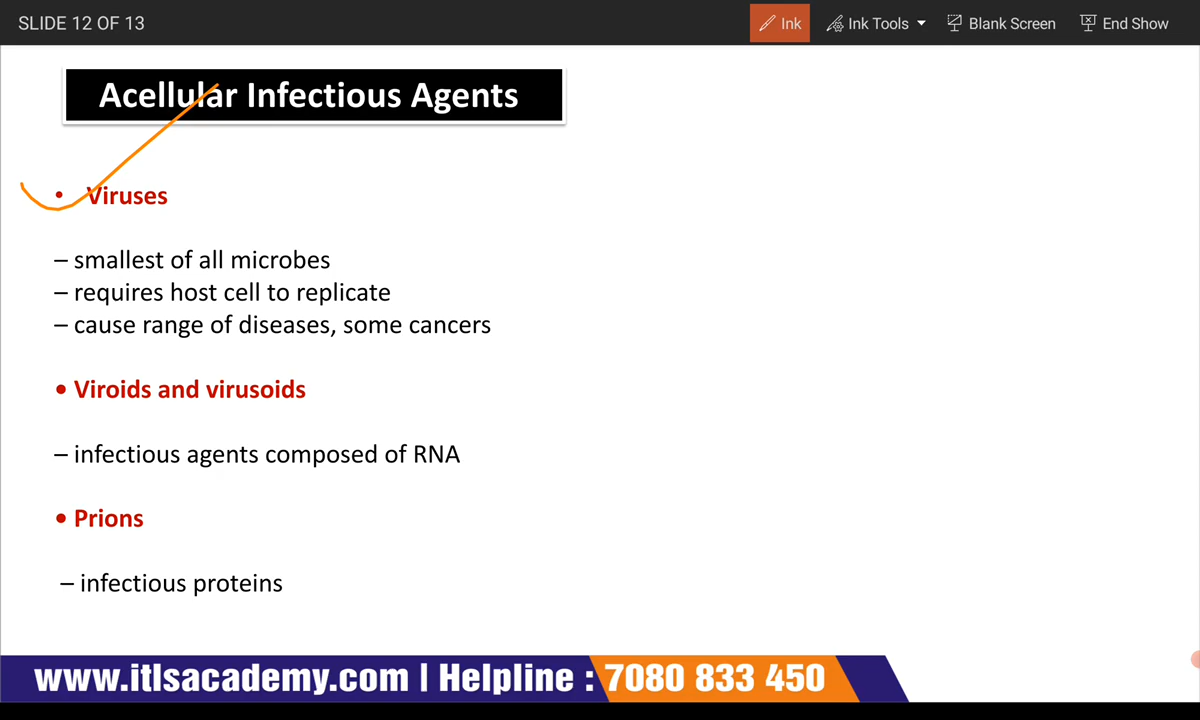 SLIDE 12 OF 13 Ink Ink Tools Blank Screen End Show
Acellular Infectious Agents
• Viruses
– smallest of all microbes
– requires host cell to replicate
– cause range of diseases, some cancers
• Viroids and virusoids
– infectious agents composed of RNA
• Prions
– infectious proteins
www.itlsacademy.com | Helpline : 7080 833 450